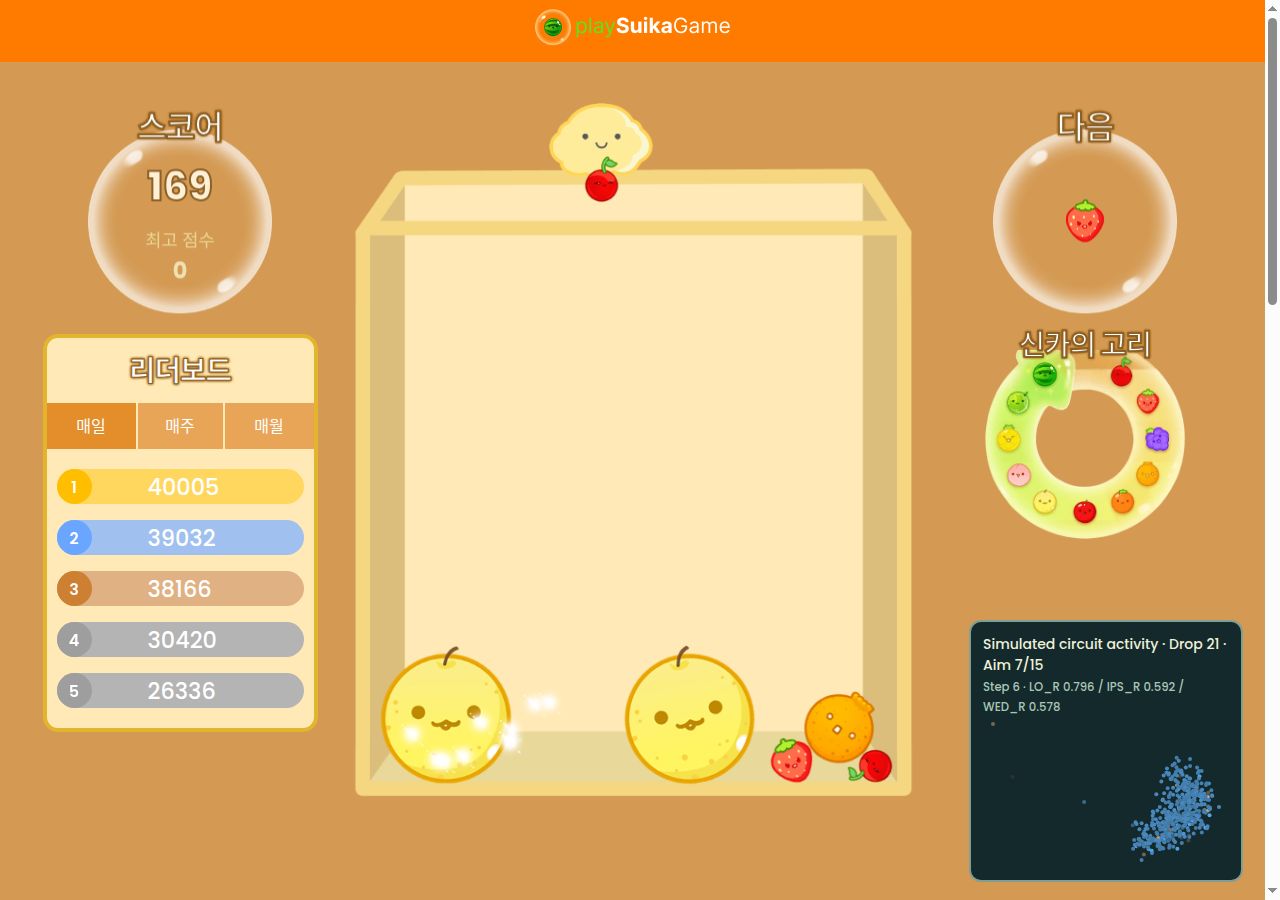 playSuikaGame
스코어
169
최고 점수
0
다음
신카의 고리
리더보드
매일 매주 매월
1 40005
2 39032
3 38166
4 30420
5 26336
Simulated circuit activity · Drop 21 ·
Aim 7/15
Step 6 · LO_R 0.796 / IPS_R 0.592 /
WED_R 0.578